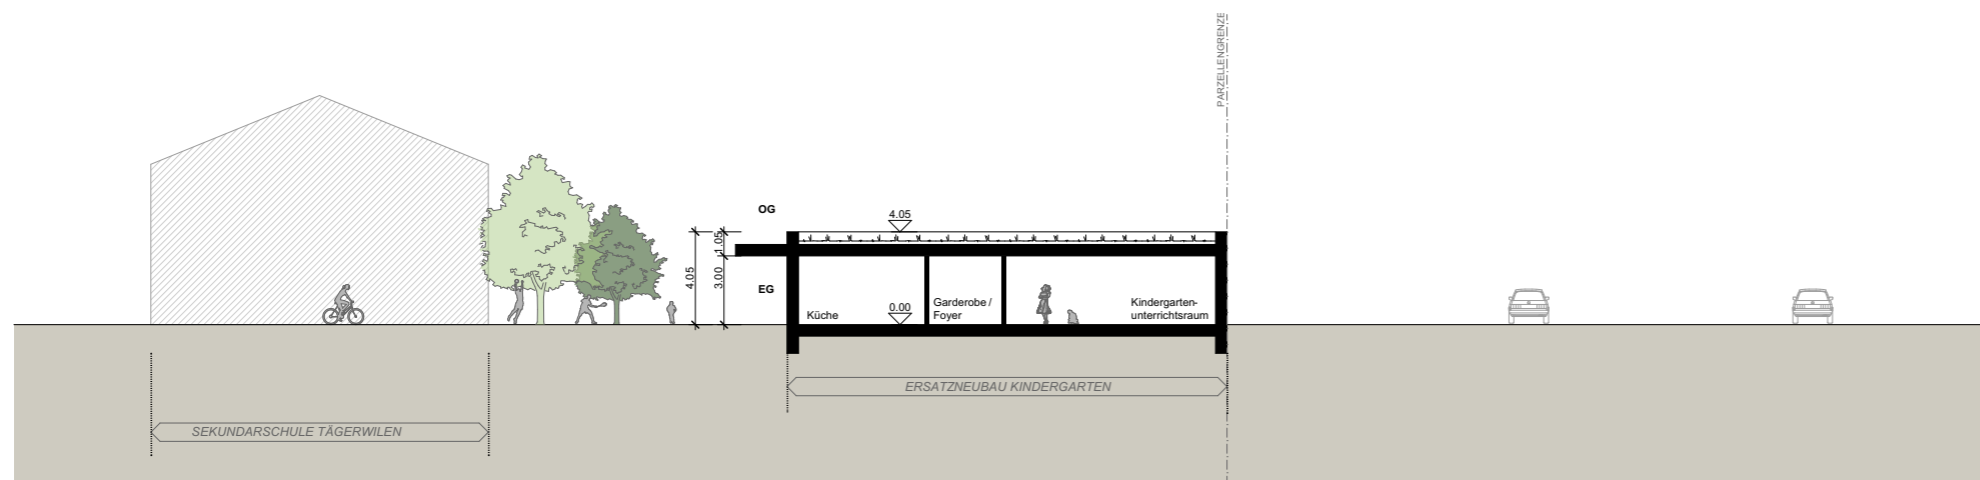 PARZELLENGRENZE
OG
4.05
1.05
4.05
3.00
EG
0.00
Küche
Garderobe /
Foyer
Kindergarten-
unterrichtsraum
ERSATZNEUBAU KINDERGARTEN
SEKUNDARSCHULE TÄGERWILEN